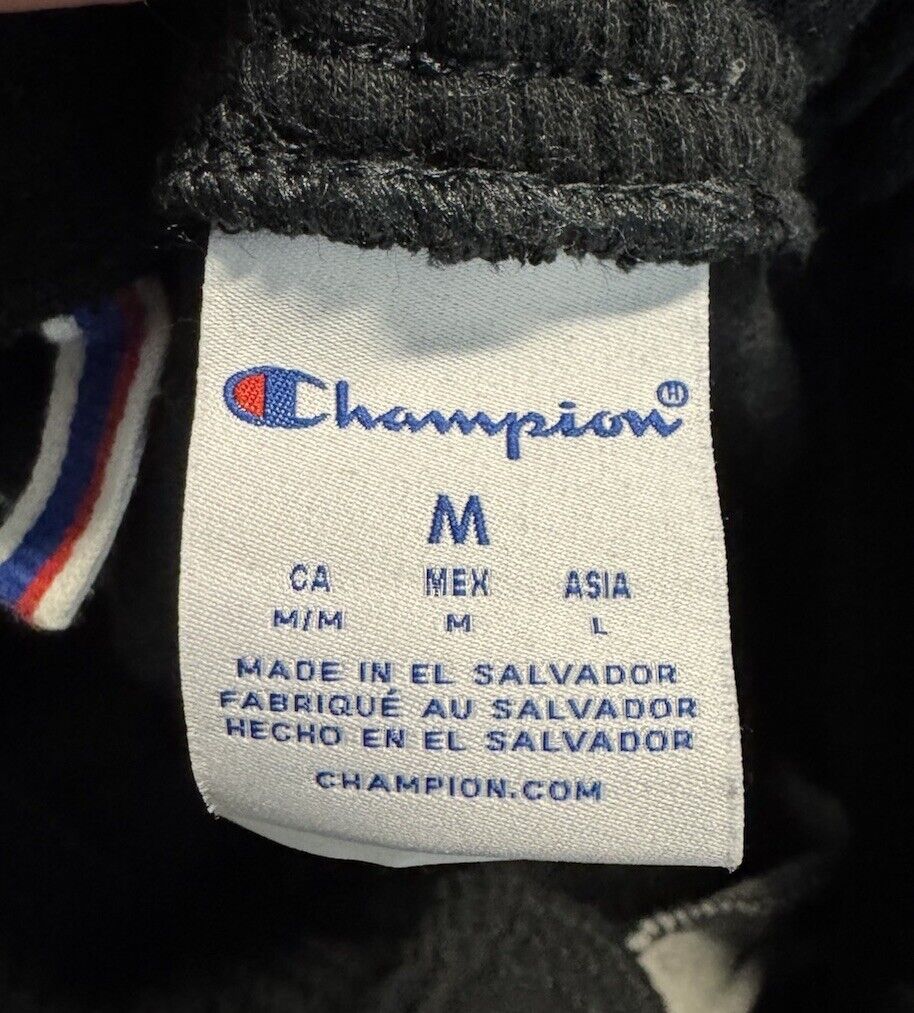 Champion
M
CA MEX ASIA
M/M M L
MADE IN EL SALVADOR
FABRIQUÉ AU SALVADOR
HECHO EN EL SALVADOR
CHAMPION.COM